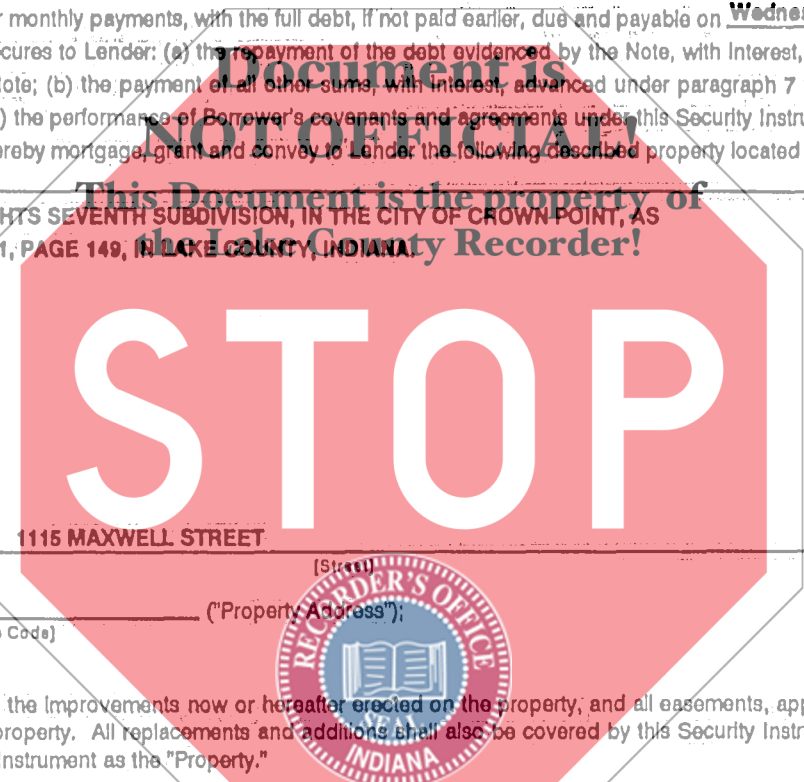 r monthly payments, with the full debt, if not paid earlier, due and payable on Wednes
cures to Lender: (a) the repayment of the debt evidenced by the Note, with interest,
ote; (b) the payment of all other sums, with interest, advanced under paragraph 7
) the performance of Borrower's covenants and agreements under this Security Instru
ereby mortgage, grant and convey to Lender the following described property located
Document is
NOT OFFICIAL!
This Document is the property of
the Lake County Recorder!
HTS SEVENTH SUBDIVISION, IN THE CITY OF CROWN POINT, AS
1, PAGE 149, IN LAKE COUNTY, INDIANA.
STOP
1115 MAXWELL STREET
[Street]
("Property Address");
Code]
RECORDER'S OFFICE
SEAL
INDIANA
the improvements now or hereafter erected on the property, and all easements, app
property. All replacements and additions shall also be covered by this Security Instr
Instrument as the "Property."